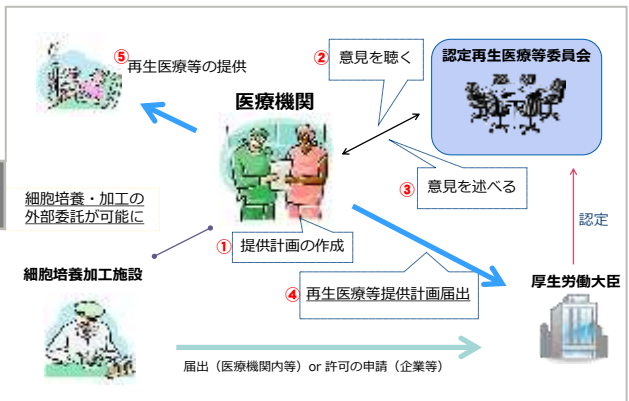 ⑤
再生医療等の提供
② 意見を聴く
認定再生医療等委員会
医療機関
③ 意見を述べる
細胞培養・加工の
外部委託が可能に
認定
① 提供計画の作成
細胞培養加工施設
厚生労働大臣
④ 再生医療等提供計画届出
届出（医療機関内等）or 許可の申請（企業等）